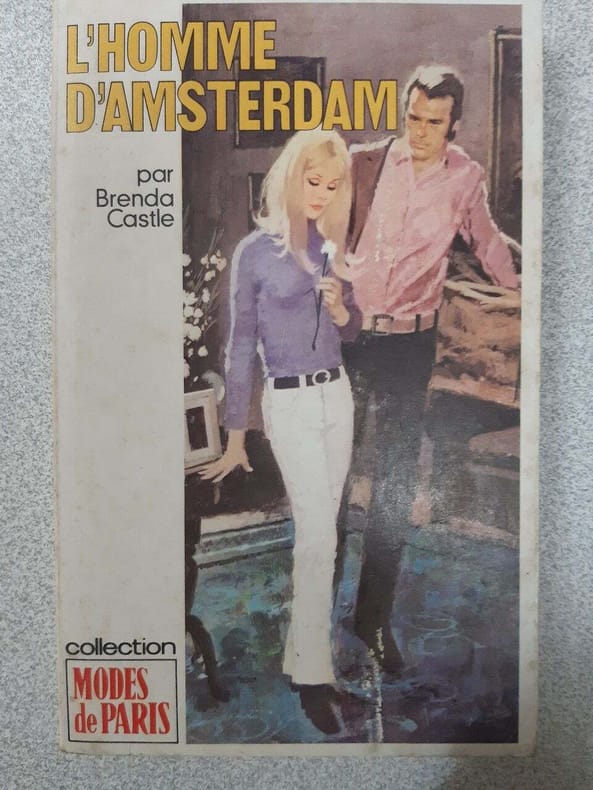 L'HOMME
D'AMSTERDAM
par
Brenda
Castle
collection
MODES
de PARIS